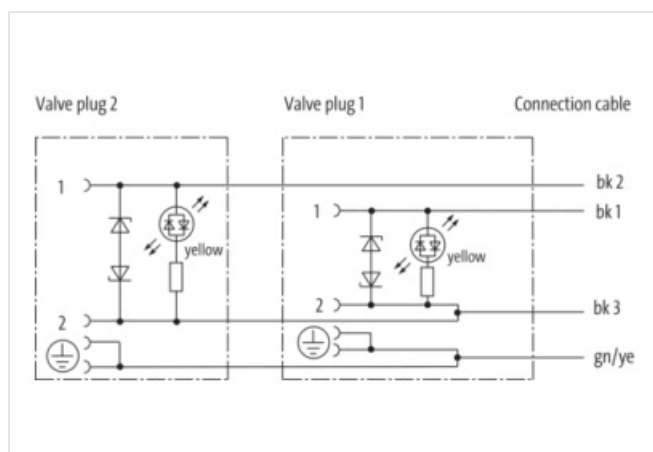 Valve plug 2 Valve plug 1 Connection cable
1 bk 2
1 bk 1
yellow yellow
2 bk 3
2
gn/ye